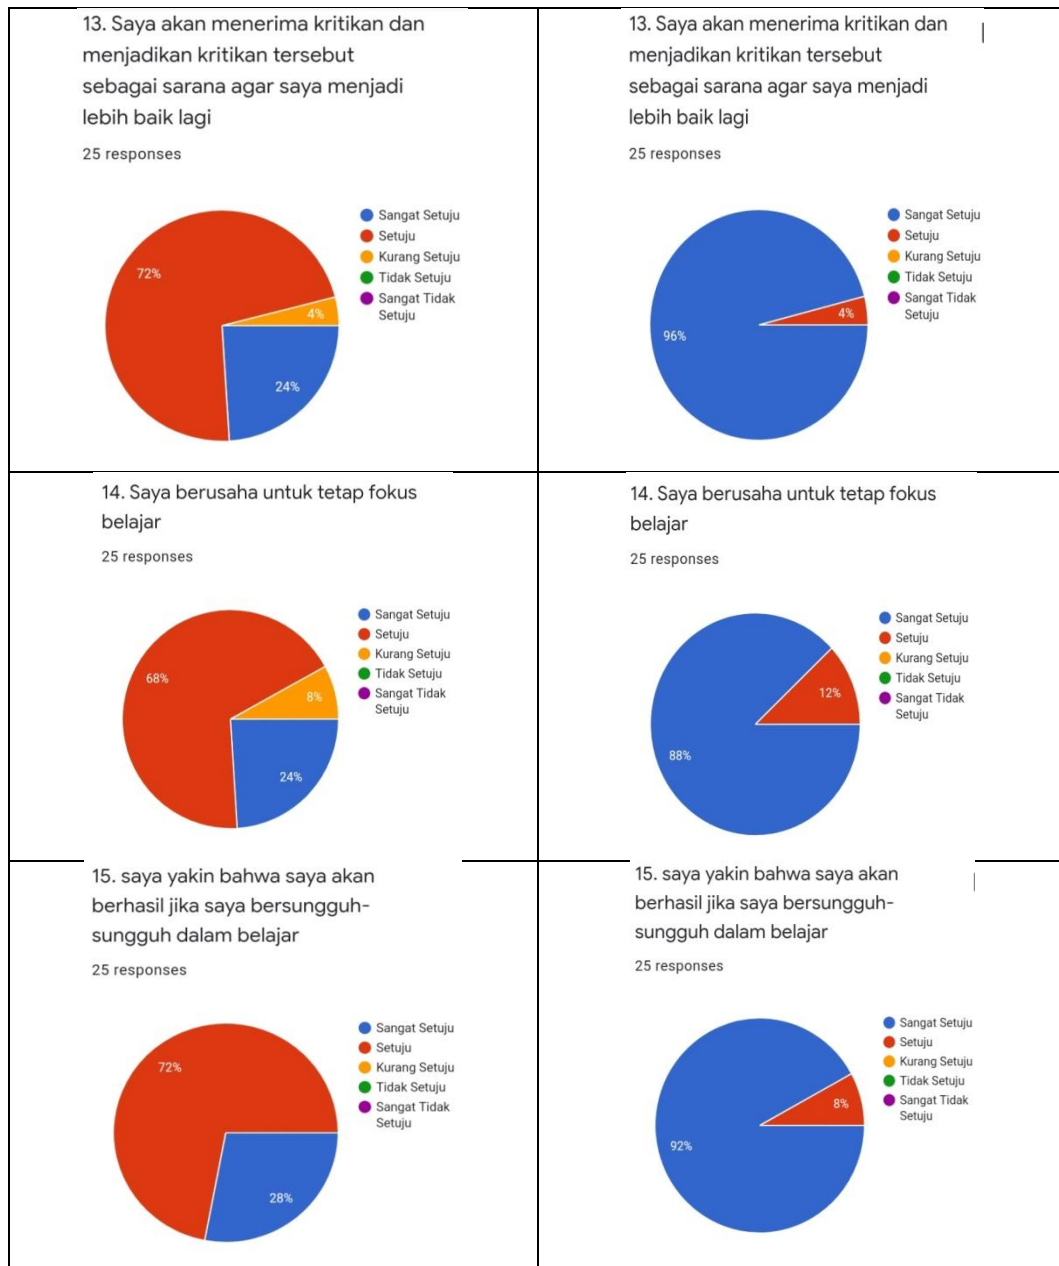 13. Saya akan menerima kritikan dan
menjadikan kritikan tersebut
sebagai sarana agar saya menjadi
lebih baik lagi
25 responses
72%
4%
24%
Sangat Setuju
Setuju
Kurang Setuju
Tidak Setuju
Sangat Tidak
Setuju
13. Saya akan menerima kritikan dan
menjadikan kritikan tersebut
sebagai sarana agar saya menjadi
lebih baik lagi
25 responses
96%
4%
Sangat Setuju
Setuju
Kurang Setuju
Tidak Setuju
Sangat Tidak
Setuju
14. Saya berusaha untuk tetap fokus
belajar
25 responses
68%
8%
24%
Sangat Setuju
Setuju
Kurang Setuju
Tidak Setuju
Sangat Tidak
Setuju
14. Saya berusaha untuk tetap fokus
belajar
25 responses
12%
88%
Sangat Setuju
Setuju
Kurang Setuju
Tidak Setuju
Sangat Tidak
Setuju
15. saya yakin bahwa saya akan
berhasil jika saya bersungguh-
sungguh dalam belajar
25 responses
72%
28%
Sangat Setuju
Setuju
Kurang Setuju
Tidak Setuju
Sangat Tidak
Setuju
15. saya yakin bahwa saya akan
berhasil jika saya bersungguh-
sungguh dalam belajar
25 responses
8%
92%
Sangat Setuju
Setuju
Kurang Setuju
Tidak Setuju
Sangat Tidak
Setuju